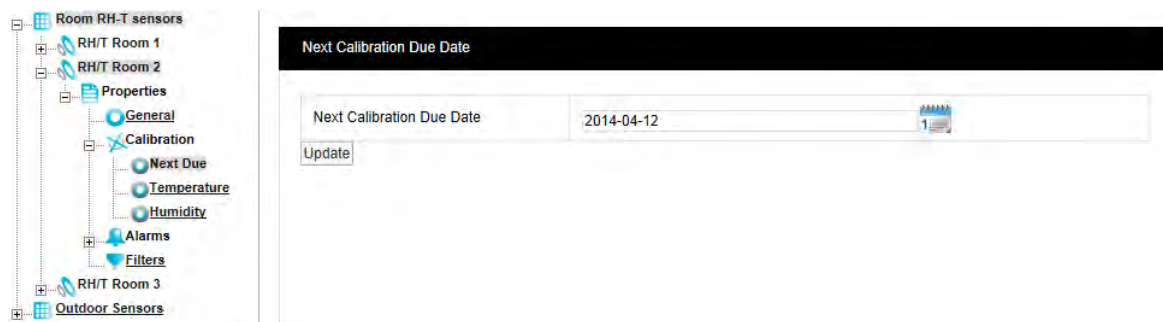 Room RH-T sensors
RH/T Room 1
RH/T Room 2
Properties
General
Calibration
Next Due
Temperature
Humidity
Alarms
Filters
RH/T Room 3
Outdoor Sensors
Next Calibration Due Date
Next Calibration Due Date 2014-04-12 1
Update